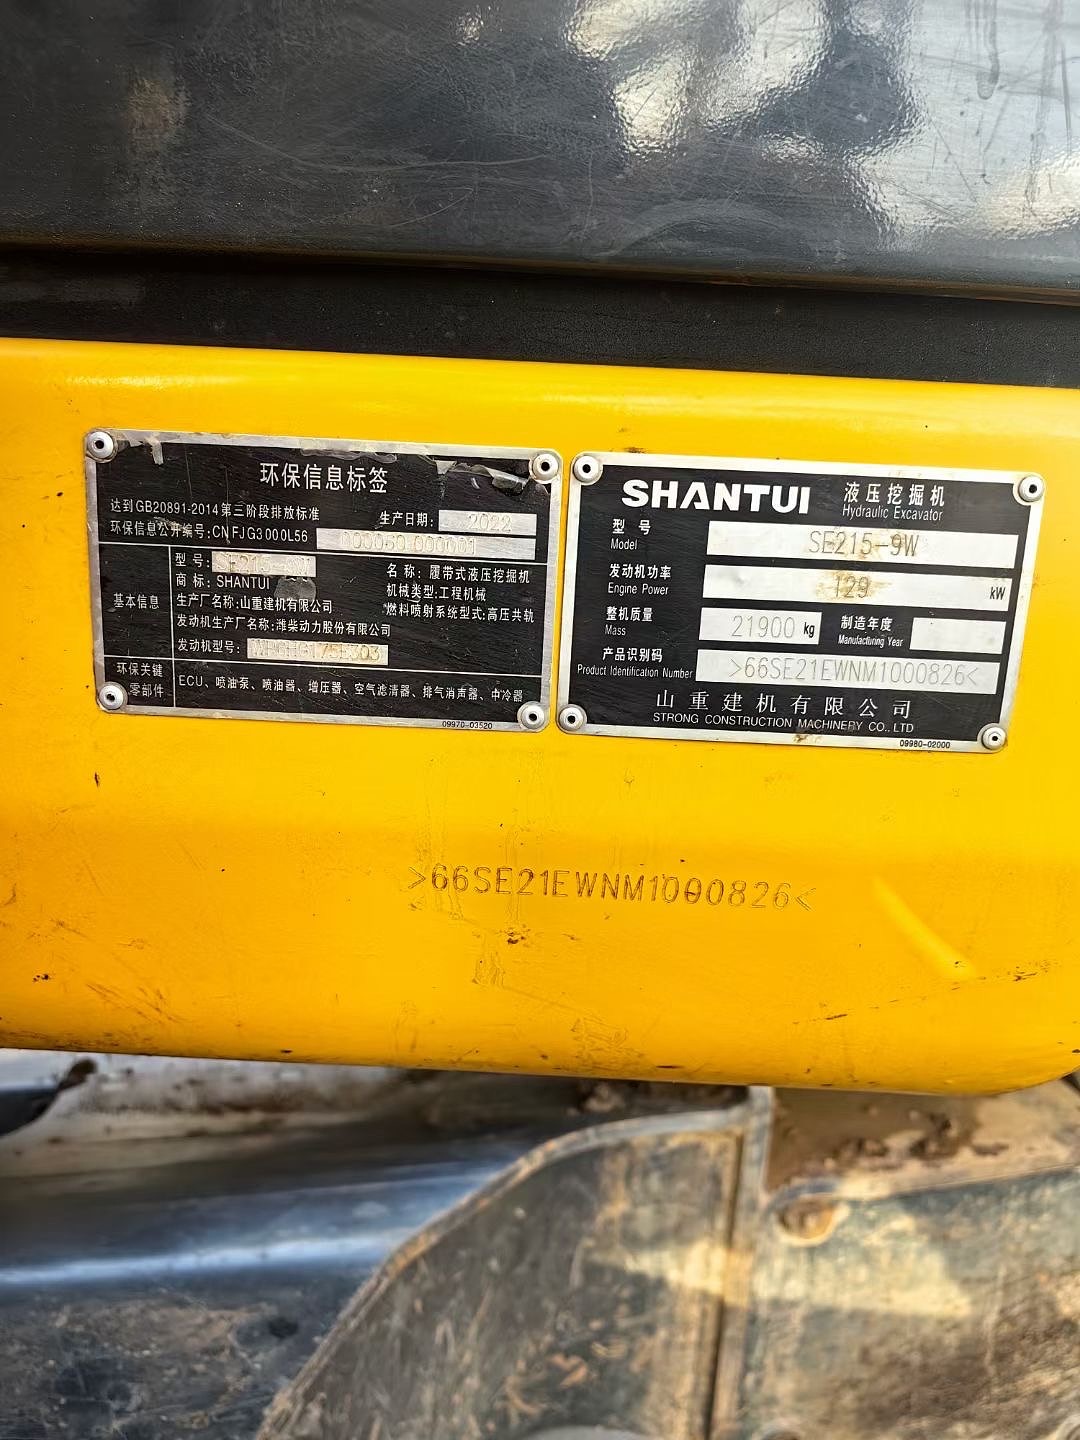 环保信息标签
达到GB20891-2014第三阶段排放标准 生产日期: 2022
环保信息公开编号:CNFJG3000L56 000060 000001
基本信息
型 号: SE215-9W 名 称: 履带式液压挖掘机
商 标: SHANTUI 机械类型:工程机械
生产厂名称:山重建机有限公司 燃料喷射系统型式:高压共轨
发动机生产厂名称:潍柴动力股份有限公司
发动机型号:
环保关键零部件
ECU、喷油泵、喷油器、增压器、空气滤清器、排气消声器、中冷器
09970-03520
SHANTUI 液压挖掘机
Hydraulic Excavator
型 号
Model SE215-9W
发动机功率
Engine Power 129 kW
整机质量 制造年度
Mass 21900 kg Manufacturing Year
产品识别码
Product Identification Number >66SE21EWNM1000826<
山重建机有限公司
STRONG CONSTRUCTION MACHINERY CO., LTD
09980-02000
>66SE21EWNM1000826<